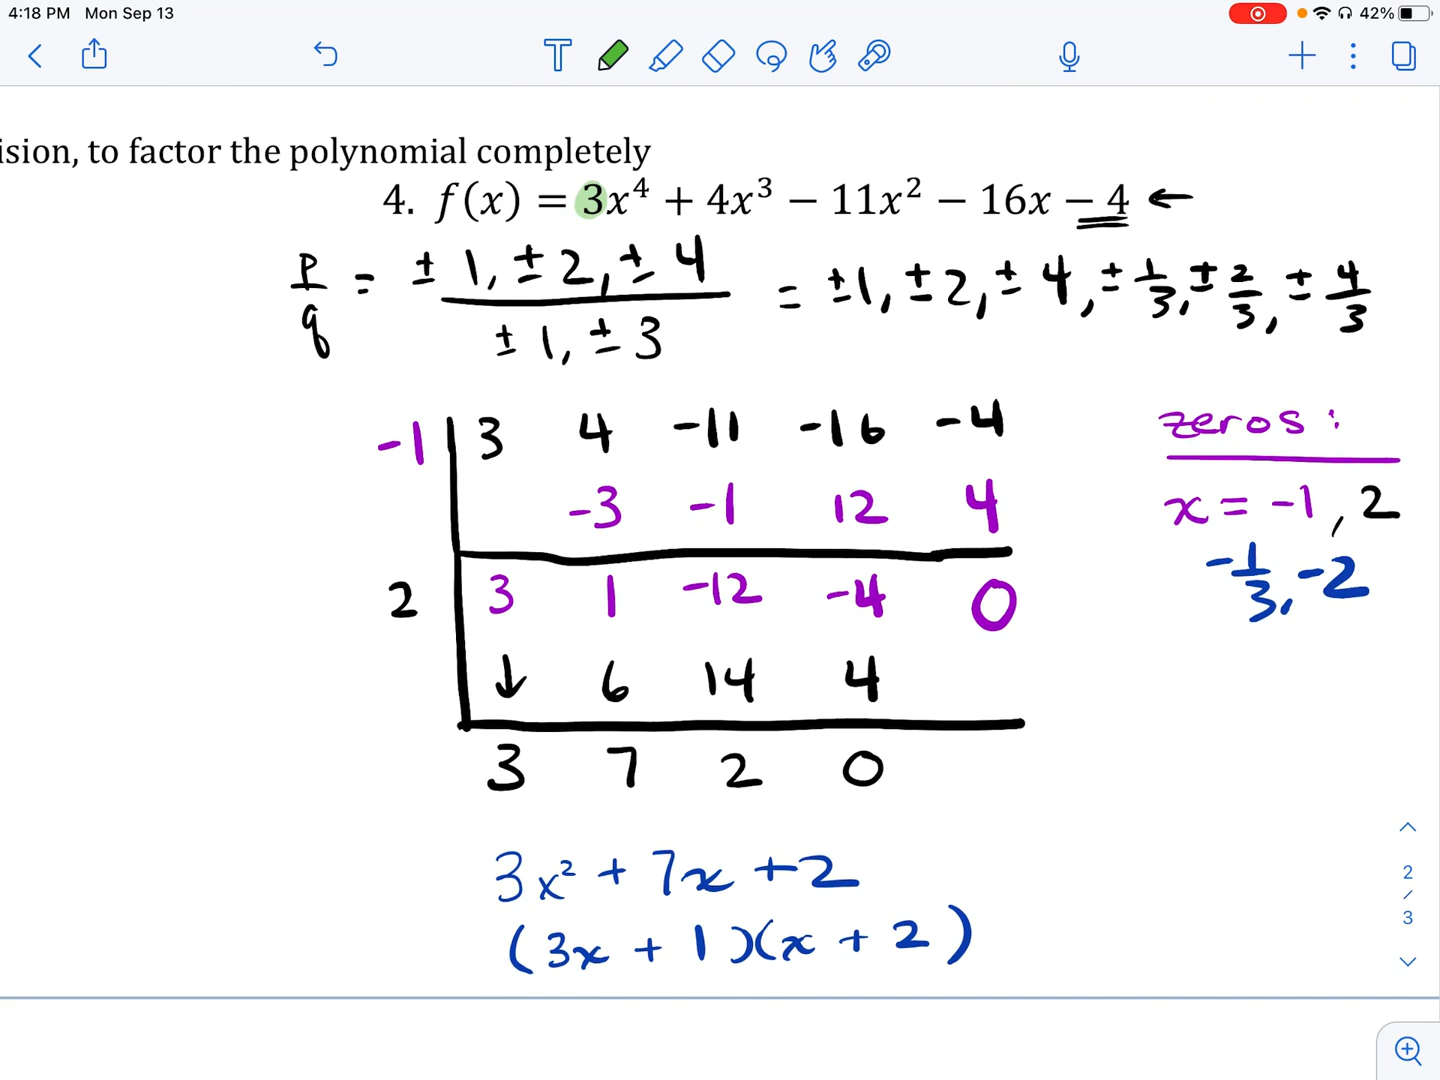 4:18 PM Mon Sep 13 42%
ision, to factor the polynomial completely
4. f(x) = 3x⁴ + 4x³ − 11x² − 16x − 4 ←
p/q = ± 1, ± 2, ± 4 / ± 1, ± 3 = ±1, ± 2, ± 4, ± 1/3, ± 2/3, ± 4/3
-1 | 3 4 -11 -16 -4
-3 -1 12 4
2 3 1 -12 -4 0
↓ 6 14 4
3 7 2 0
zeros:
x = -1, 2
-1/3, -2
3x² + 7x + 2
(3x + 1)(x + 2)
2
/
3